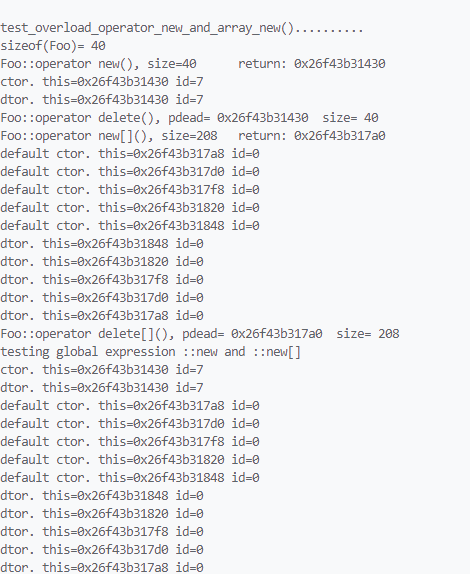 test_overload_operator_new_and_array_new()..........
sizeof(Foo)= 40
Foo::operator new(), size=40      return: 0x26f43b31430
ctor. this=0x26f43b31430 id=7
dtor. this=0x26f43b31430 id=7
Foo::operator delete(), pdead= 0x26f43b31430  size= 40
Foo::operator new[](), size=208   return: 0x26f43b317a0
default ctor. this=0x26f43b317a8 id=0
default ctor. this=0x26f43b317d0 id=0
default ctor. this=0x26f43b317f8 id=0
default ctor. this=0x26f43b31820 id=0
default ctor. this=0x26f43b31848 id=0
dtor. this=0x26f43b31848 id=0
dtor. this=0x26f43b31820 id=0
dtor. this=0x26f43b317f8 id=0
dtor. this=0x26f43b317d0 id=0
dtor. this=0x26f43b317a8 id=0
Foo::operator delete[](), pdead= 0x26f43b317a0  size= 208
testing global expression ::new and ::new[]
ctor. this=0x26f43b31430 id=7
dtor. this=0x26f43b31430 id=7
default ctor. this=0x26f43b317a8 id=0
default ctor. this=0x26f43b317d0 id=0
default ctor. this=0x26f43b317f8 id=0
default ctor. this=0x26f43b31820 id=0
default ctor. this=0x26f43b31848 id=0
dtor. this=0x26f43b31848 id=0
dtor. this=0x26f43b31820 id=0
dtor. this=0x26f43b317f8 id=0
dtor. this=0x26f43b317d0 id=0
dtor. this=0x26f43b317a8 id=0